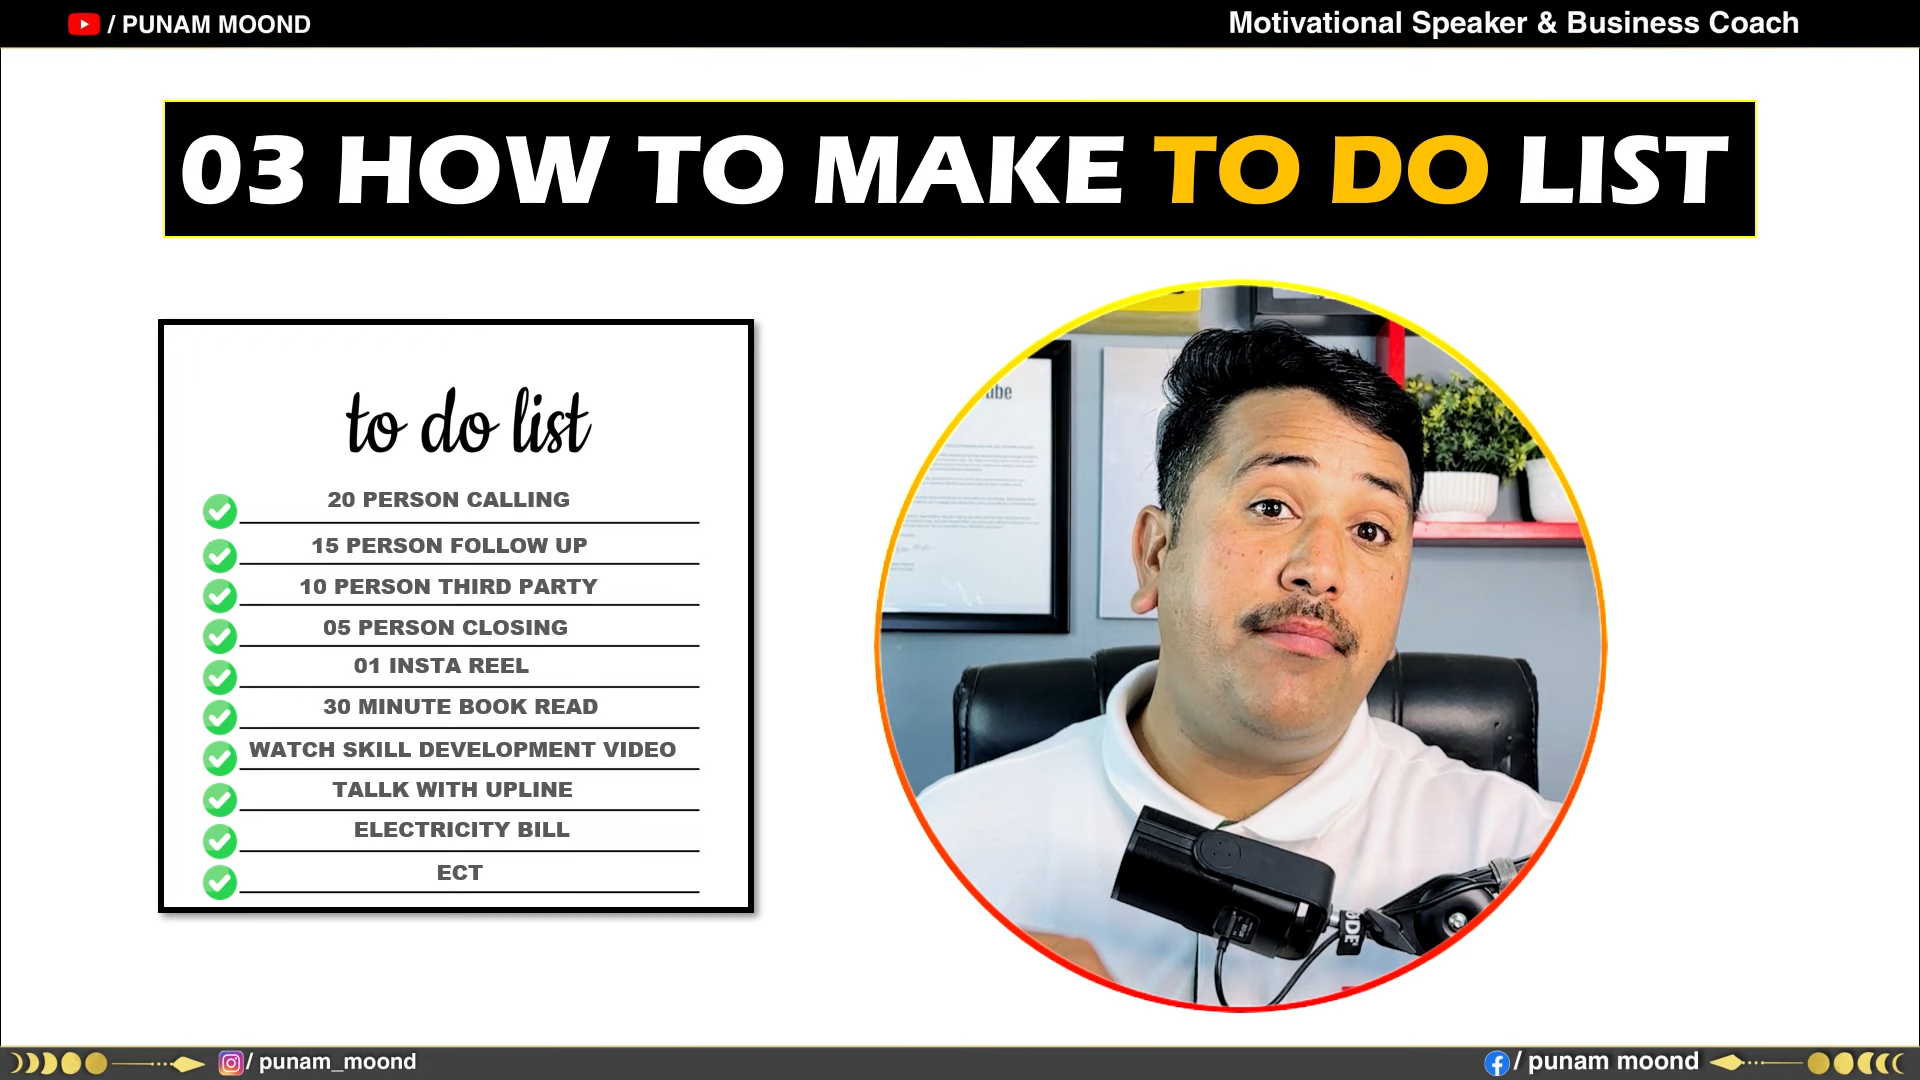 / PUNAM MOOND
Motivational Speaker & Business Coach
03 HOW TO MAKE TO DO LIST
to do list
20 PERSON CALLING
15 PERSON FOLLOW UP
10 PERSON THIRD PARTY
05 PERSON CLOSING
01 INSTA REEL
30 MINUTE BOOK READ
WATCH SKILL DEVELOPMENT VIDEO
TALLK WITH UPLINE
ELECTRICITY BILL
ECT
/ punam_moond
/ punam moond